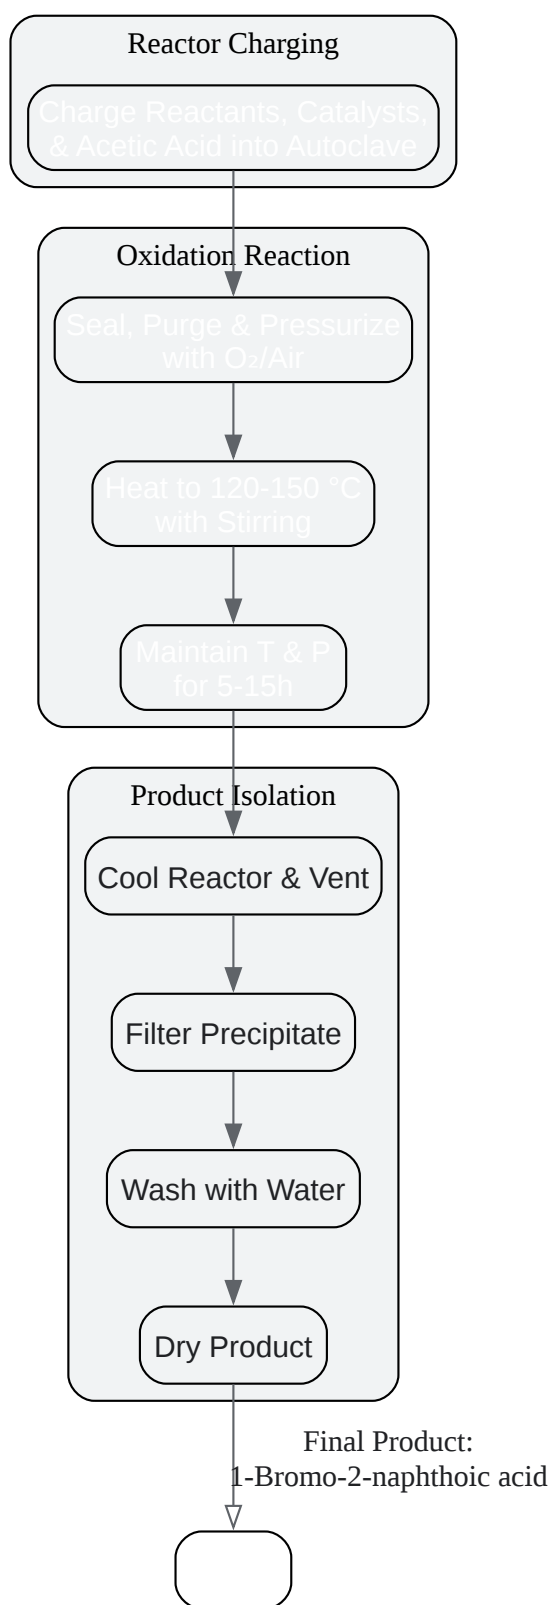 Reactor Charging
Charge Reactants, Catalysts,
& Acetic Acid into Autoclave
Oxidation Reaction
Seal, Purge & Pressurize
with O₂/Air
Heat to 120-150 °C
with Stirring
Maintain T & P
for 5-15h
Product Isolation
Cool Reactor & Vent
Filter Precipitate
Wash with Water
Dry Product
Final Product:
1-Bromo-2-naphthoic acid